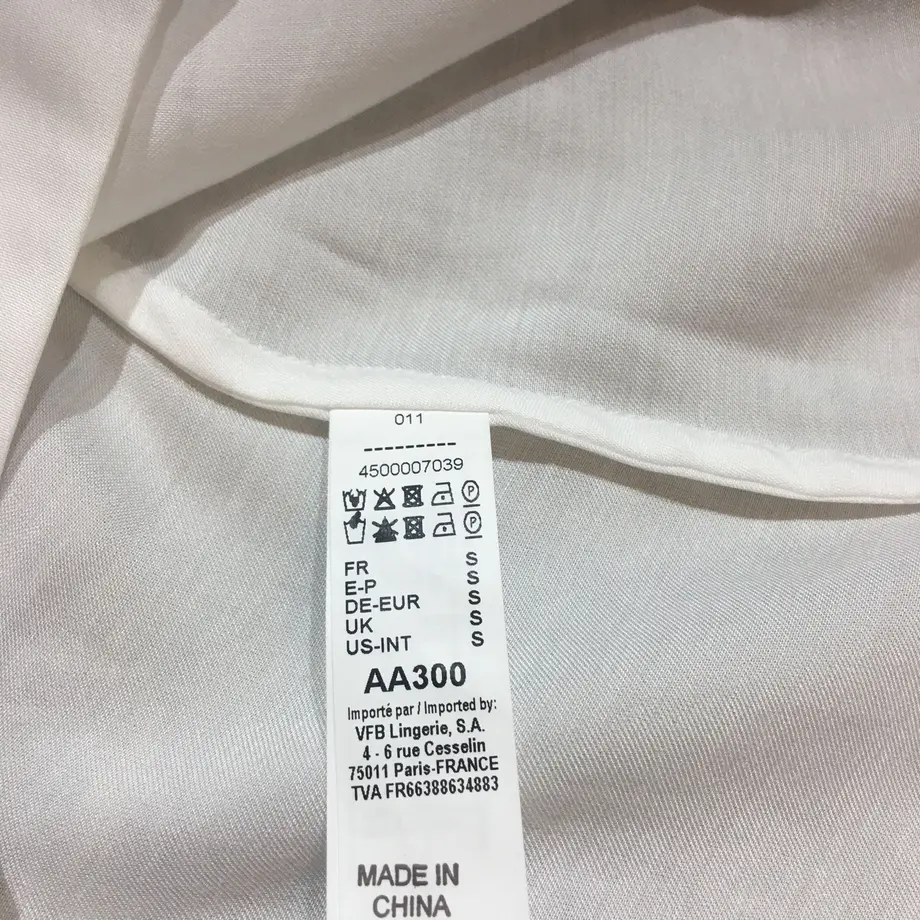 011
---------
4500007039
FR S
E-P S
DE-EUR S
UK S
US-INT S
AA300
Importé par / Imported by:
VFB Lingerie, S.A.
4 - 6 rue Cesselin
75011 Paris-FRANCE
TVA FR66388634883
MADE IN
CHINA